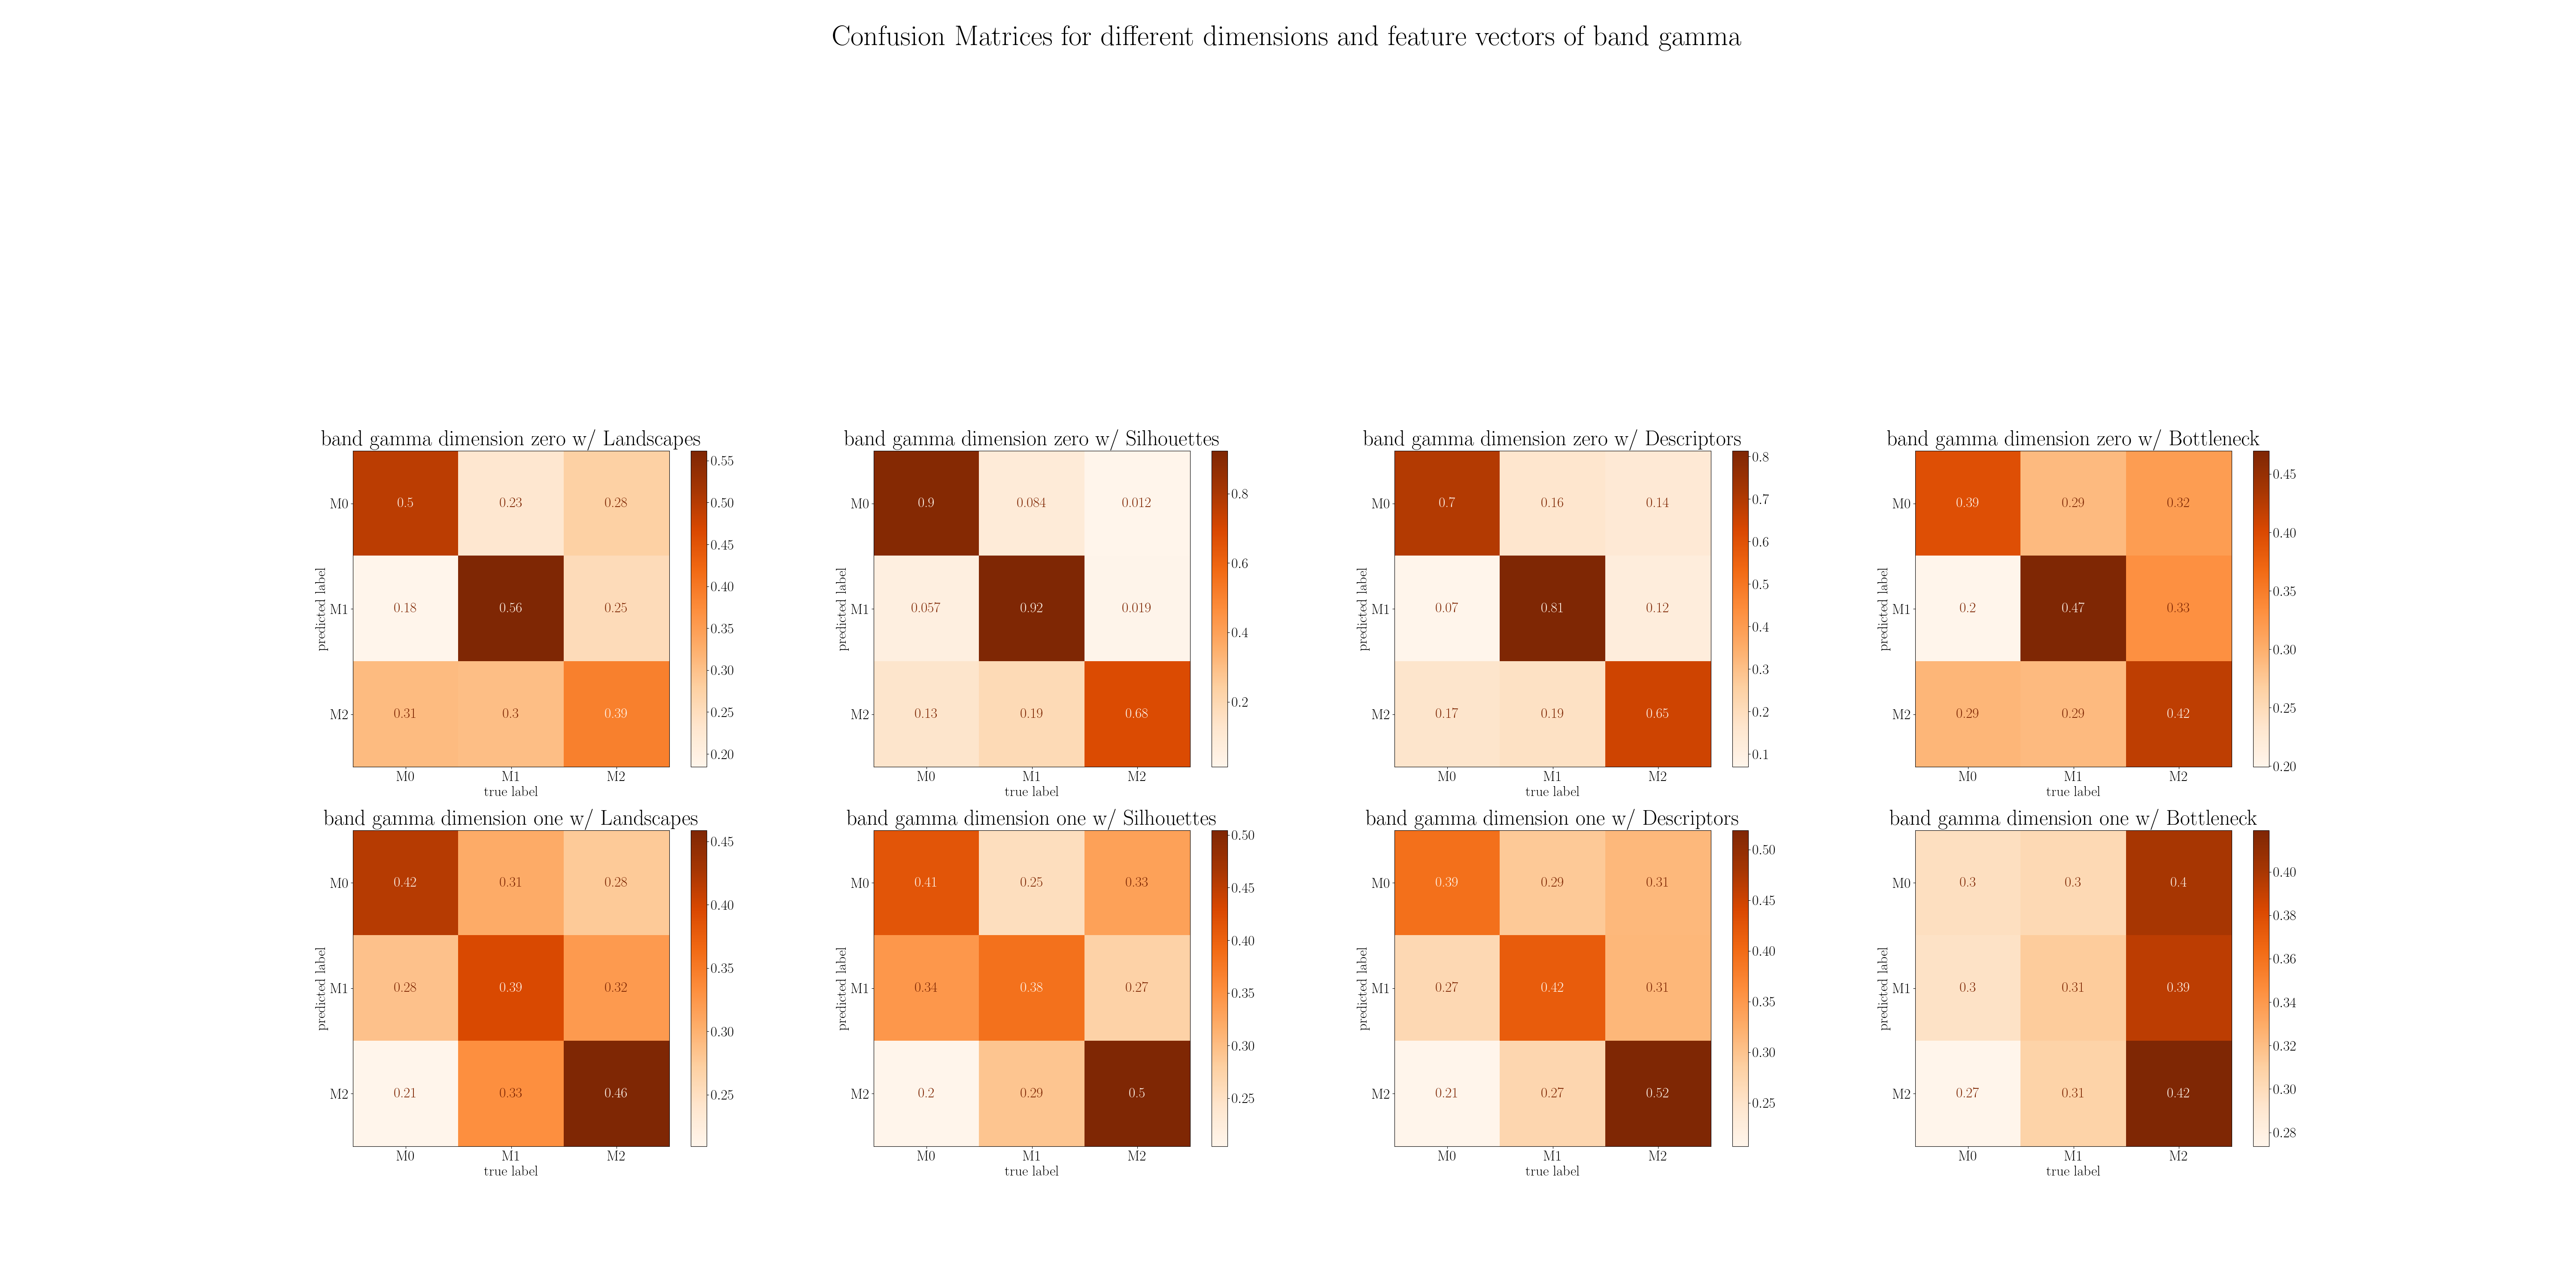 Confusion Matrices for different dimensions and feature vectors of band gamma
band gamma dimension zero w/ Landscapes
predicted label
M0 0.5 0.23 0.28
M1 0.18 0.56 0.25
M2 0.31 0.3 0.39
M0 M1 M2
true label
0.55
0.50
0.45
0.40
0.35
0.30
0.25
0.20
band gamma dimension zero w/ Silhouettes
predicted label
M0 0.9 0.084 0.012
M1 0.057 0.92 0.019
M2 0.13 0.19 0.68
M0 M1 M2
true label
0.8
0.6
0.4
0.2
band gamma dimension zero w/ Descriptors
predicted label
M0 0.7 0.16 0.14
M1 0.07 0.81 0.12
M2 0.17 0.19 0.65
M0 M1 M2
true label
0.8
0.7
0.6
0.5
0.4
0.3
0.2
0.1
band gamma dimension zero w/ Bottleneck
predicted label
M0 0.39 0.29 0.32
M1 0.2 0.47 0.33
M2 0.29 0.29 0.42
M0 M1 M2
true label
0.45
0.40
0.35
0.30
0.25
0.20
band gamma dimension one w/ Landscapes
predicted label
M0 0.42 0.31 0.28
M1 0.28 0.39 0.32
M2 0.21 0.33 0.46
M0 M1 M2
true label
0.45
0.40
0.35
0.30
0.25
band gamma dimension one w/ Silhouettes
predicted label
M0 0.41 0.25 0.33
M1 0.34 0.38 0.27
M2 0.2 0.29 0.5
M0 M1 M2
true label
0.50
0.45
0.40
0.35
0.30
0.25
band gamma dimension one w/ Descriptors
predicted label
M0 0.39 0.29 0.31
M1 0.27 0.42 0.31
M2 0.21 0.27 0.52
M0 M1 M2
true label
0.50
0.45
0.40
0.35
0.30
0.25
band gamma dimension one w/ Bottleneck
predicted label
M0 0.3 0.3 0.4
M1 0.3 0.31 0.39
M2 0.27 0.31 0.42
M0 M1 M2
true label
0.40
0.38
0.36
0.34
0.32
0.30
0.28